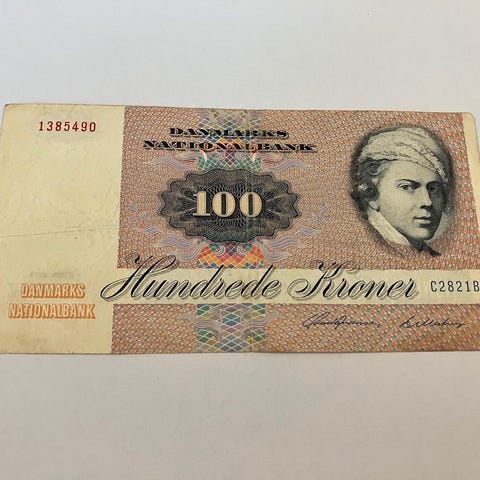 1385490
DANMARKS
NATIONALBANK
100
Hundrede Kroner
C2821B
DANMARKS
NATIONALBANK